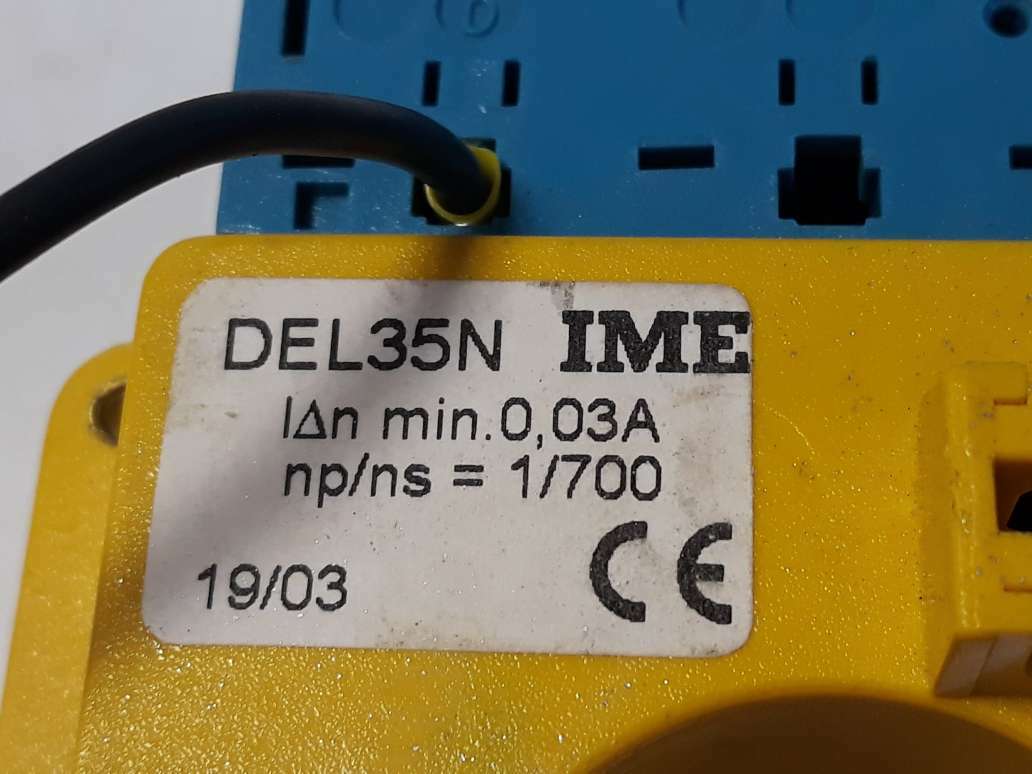 DEL35N IME
IΔn min.0,03A
np/ns = 1/700
19/03 CE